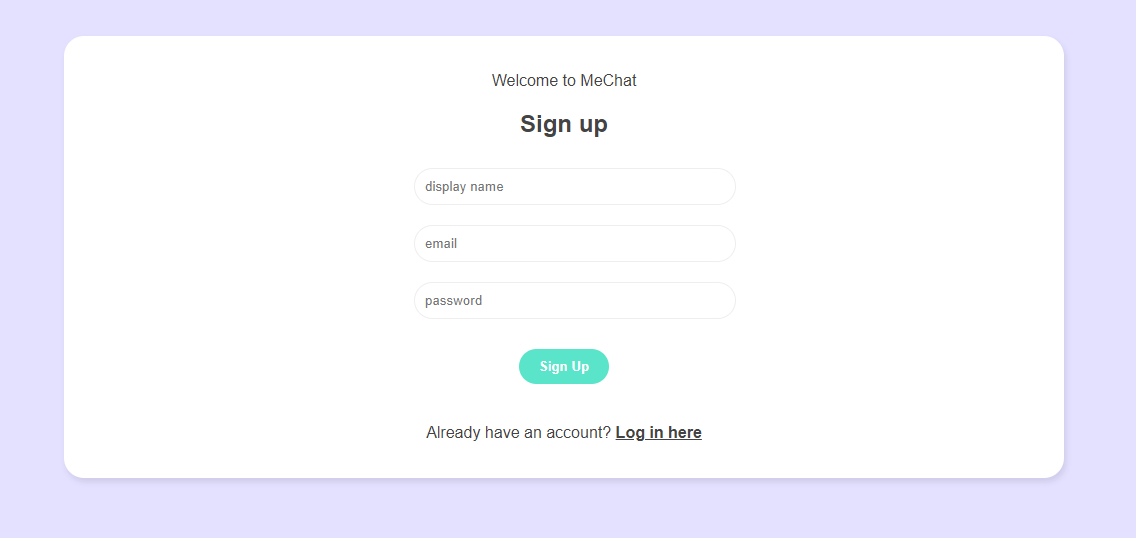 Welcome to MeChat
Sign up
display name
email
password
Sign Up
Already have an account? Log in here